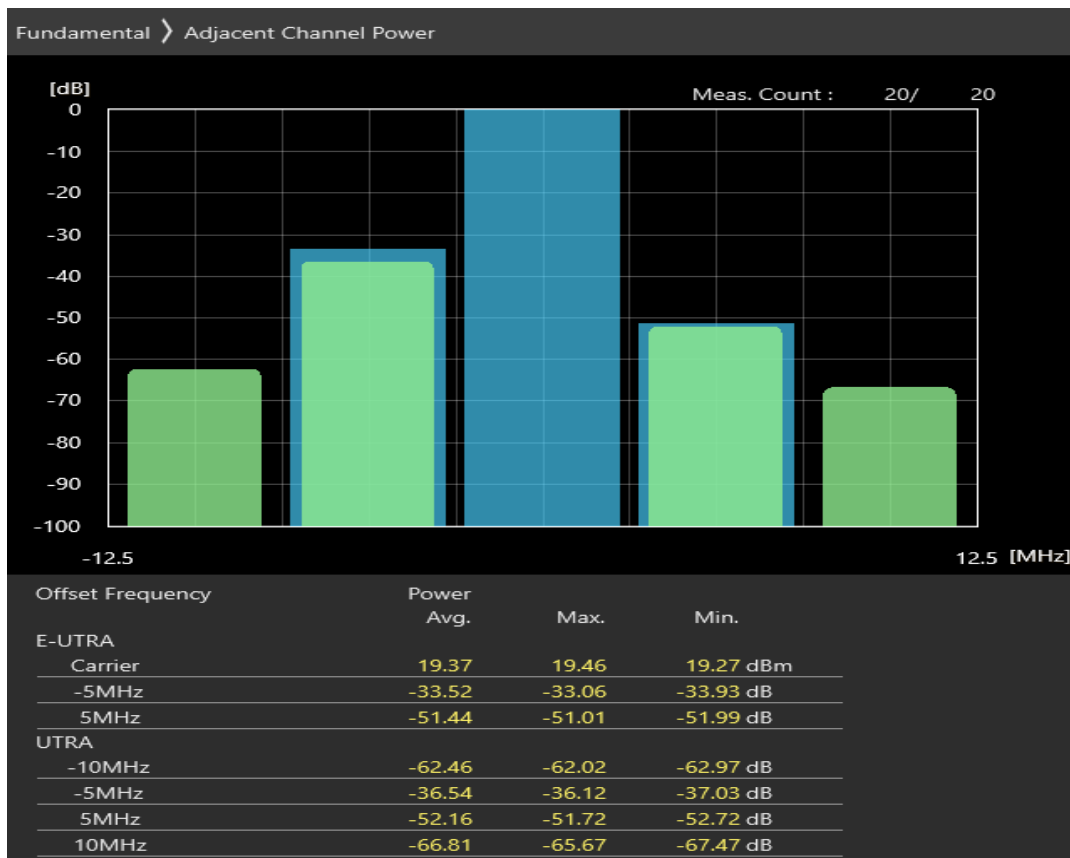 Fundamental 〉 Adjacent Channel Power
[dB]
Meas. Count : 20/ 20
0
-10
-20
-30
-40
-50
-60
-70
-80
-90
-100
-12.5 12.5 [MHz]
Offset Frequency Power
Avg. Max. Min.
E-UTRA
Carrier 19.37 19.46 19.27 dBm
-5MHz -33.52 -33.06 -33.93 dB
5MHz -51.44 -51.01 -51.99 dB
UTRA
-10MHz -62.46 -62.02 -62.97 dB
-5MHz -36.54 -36.12 -37.03 dB
5MHz -52.16 -51.72 -52.72 dB
10MHz -66.81 -65.67 -67.47 dB